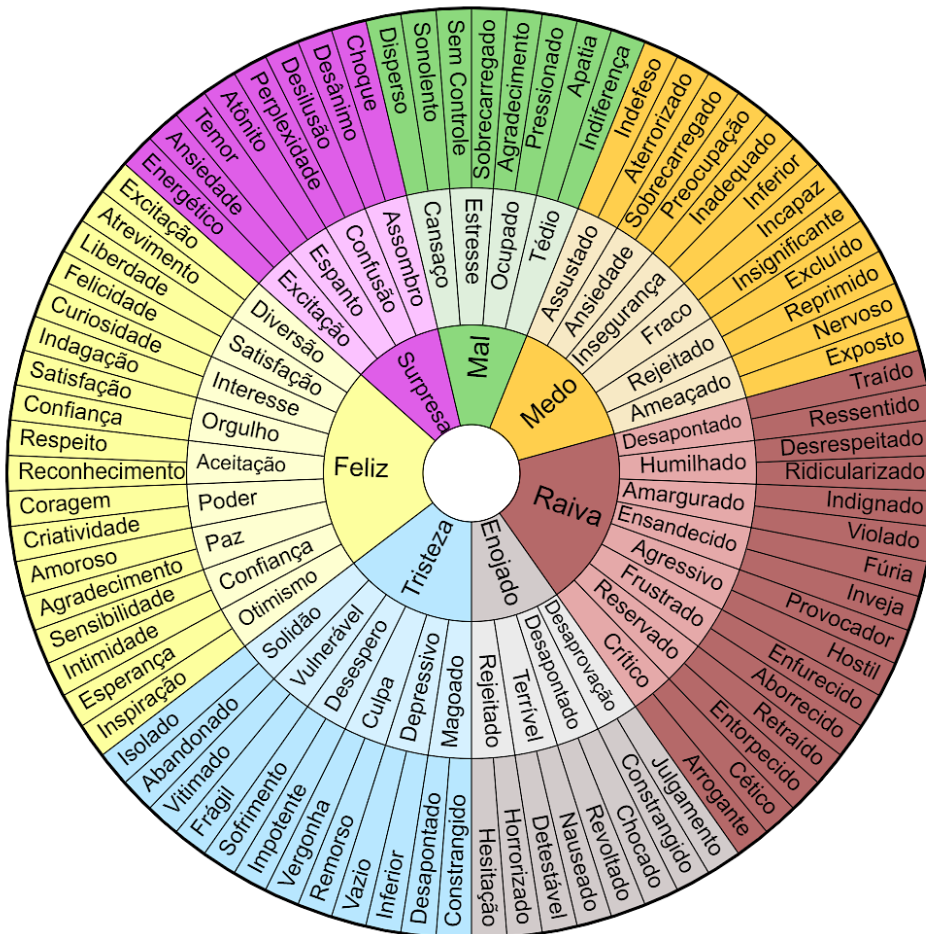 Feliz
Surpresa
Mal
Medo
Raiva
Enojado
Tristeza
Diversão
Satisfação
Interesse
Orgulho
Aceitação
Poder
Paz
Confiança
Otimismo
Excitação
Espanto
Confusão
Assombro
Cansaço
Estresse
Ocupado
Tédio
Assustado
Ansiedade
Insegurança
Fraco
Rejeitado
Ameaçado
Desapontado
Humilhado
Amargurado
Ensandecido
Agressivo
Frustrado
Reservado
Crítico
Desaprovação
Desapontado
Terrível
Rejeitado
Magoado
Depressivo
Culpa
Desespero
Vulnerável
Solidão
Excitação
Atrevimento
Liberdade
Felicidade
Curiosidade
Indagação
Satisfação
Confiança
Respeito
Reconhecimento
Coragem
Criatividade
Amoroso
Agradecimento
Sensibilidade
Intimidade
Esperança
Inspiração
Energético
Ansiedade
Temor
Atônito
Perplexidade
Desilusão
Desânimo
Choque
Disperso
Sonolento
Sem Controle
Sobrecarregado
Agradecimento
Pressionado
Apatia
Indiferença
Indefeso
Aterrorizado
Sobrecarregado
Preocupação
Inadequado
Inferior
Incapaz
Insignificante
Excluído
Reprimido
Nervoso
Exposto
Traído
Ressentido
Desrespeitado
Ridicularizado
Indignado
Violado
Fúria
Inveja
Provocador
Hostil
Enfurecido
Aborrecido
Retraído
Entorpecido
Cético
Arrogante
Julgamento
Constrangido
Chocado
Revoltado
Nauseado
Detestável
Horrorizado
Hesitação
Constrangido
Desapontado
Inferior
Vazio
Remorso
Vergonha
Impotente
Sofrimento
Frágil
Vitimado
Abandonado
Isolado